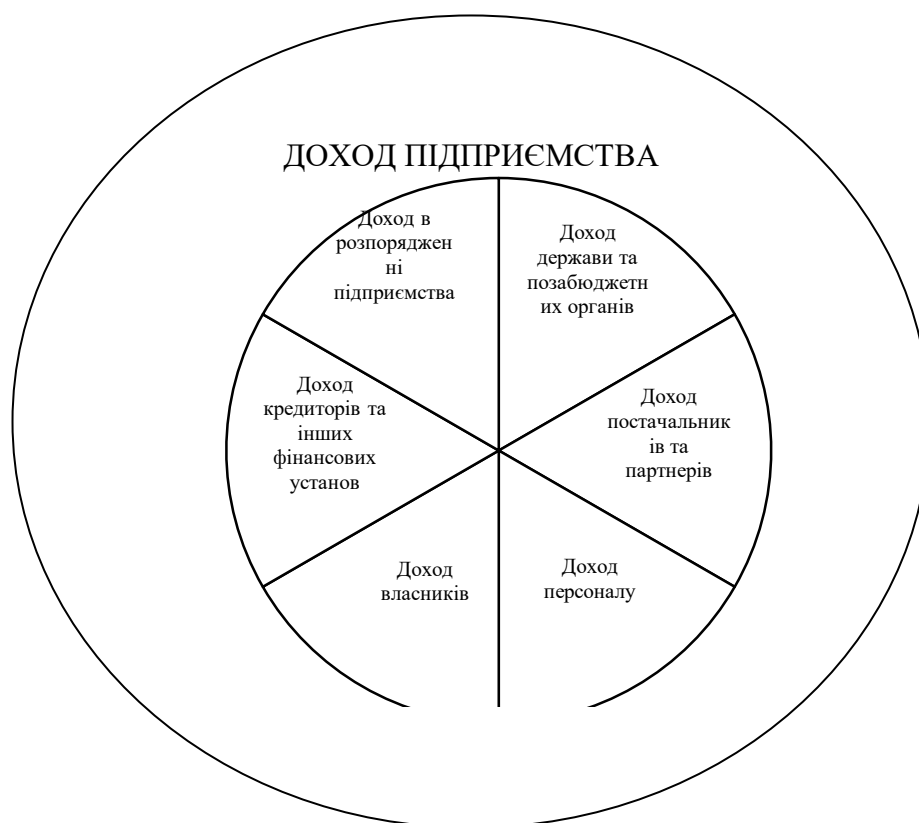 ДОХОД ПІДПРИЄМСТВА
Доход в
розпоряджен
ні
підприємства
Доход
держави та
позабюджетн
их органів
Доход
кредиторів та
інших
фінансових
установ
Доход
постачальник
ів та
партнерів
Доход
власників
Доход
персоналу